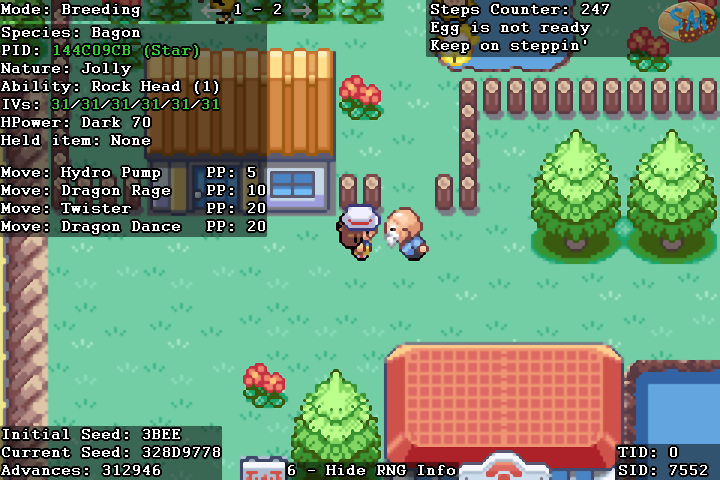 Mode: Breeding
1 - 2
Species: Bagon
PID: 144C09CB (Star)
Nature: Jolly
Ability: Rock Head (1)
IVs: 31/31/31/31/31/31
HPower: Dark 70
Held item: None
Move: Hydro Pump PP: 5
Move: Dragon Rage PP: 10
Move: Twister PP: 20
Move: Dragon Dance PP: 20
Steps Counter: 247
Egg is not ready
Keep on steppin'
SM
Initial Seed: 3BEE
Current Seed: 328D9778
Advances: 312946
6 - Hide RNG Info
TID: 0
SID: 7552